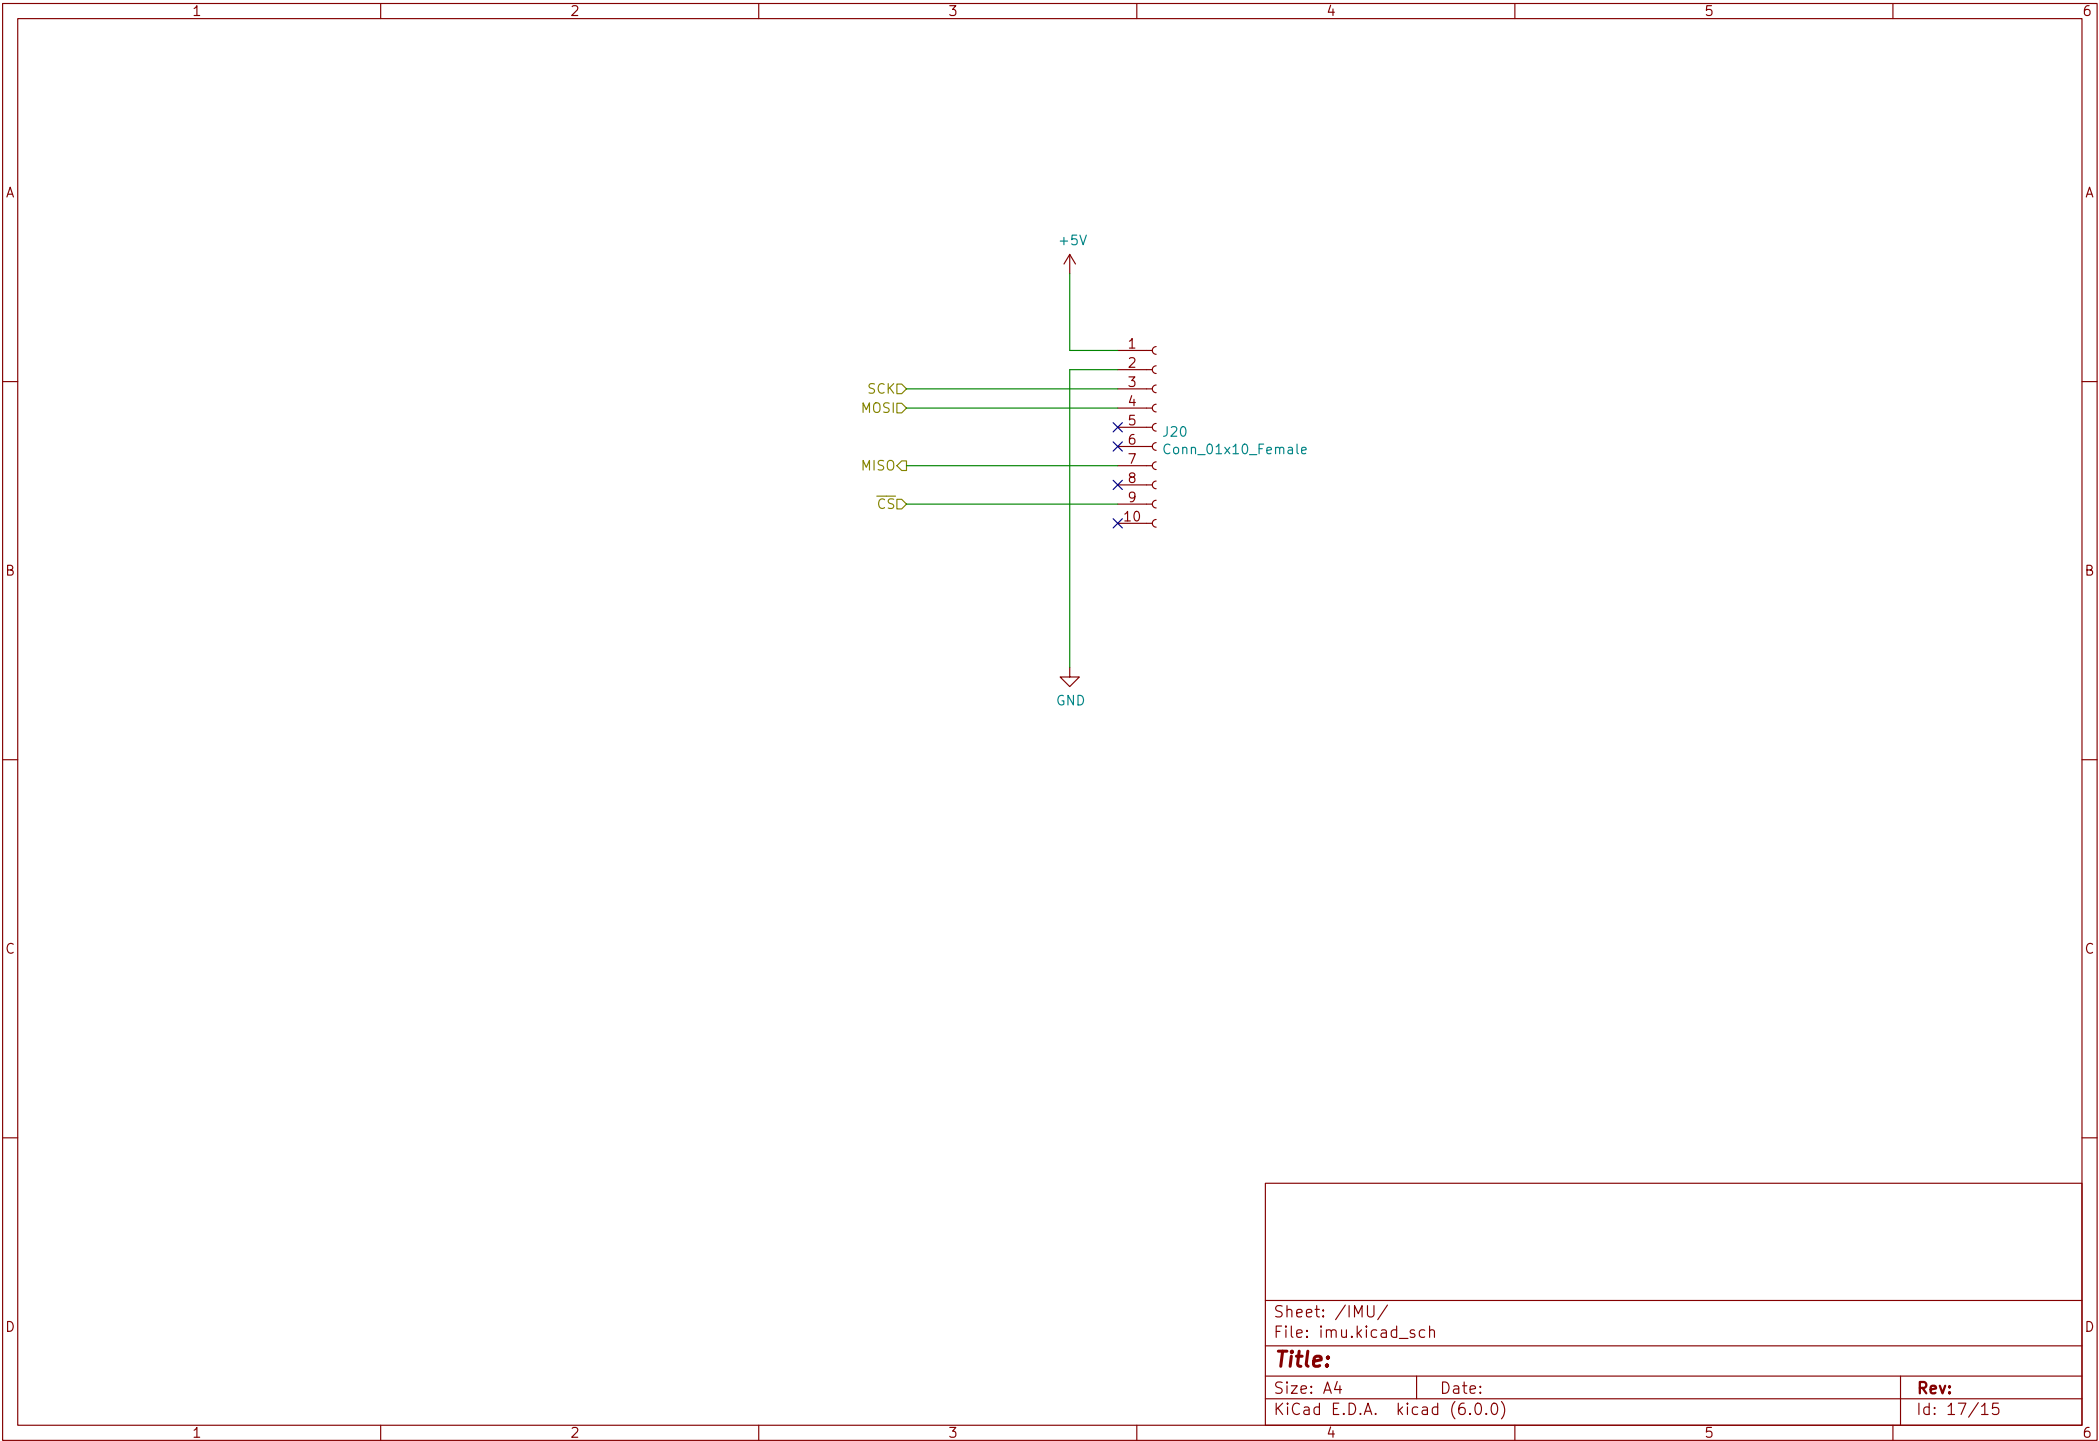 1 2 3 4 5 6
A A
+5V
1
2
SCK 3
MOSI 4
5
J20
6
Conn_01x10_Female
MISO 7
8
C̅S̅ 9
10
B B
GND
C C
Sheet: /IMU/
File: imu.kicad_sch
D D
Title:
Size: A4 Date: Rev:
KiCad E.D.A. kicad (6.0.0) Id: 17/15
1 2 3 4 5 6